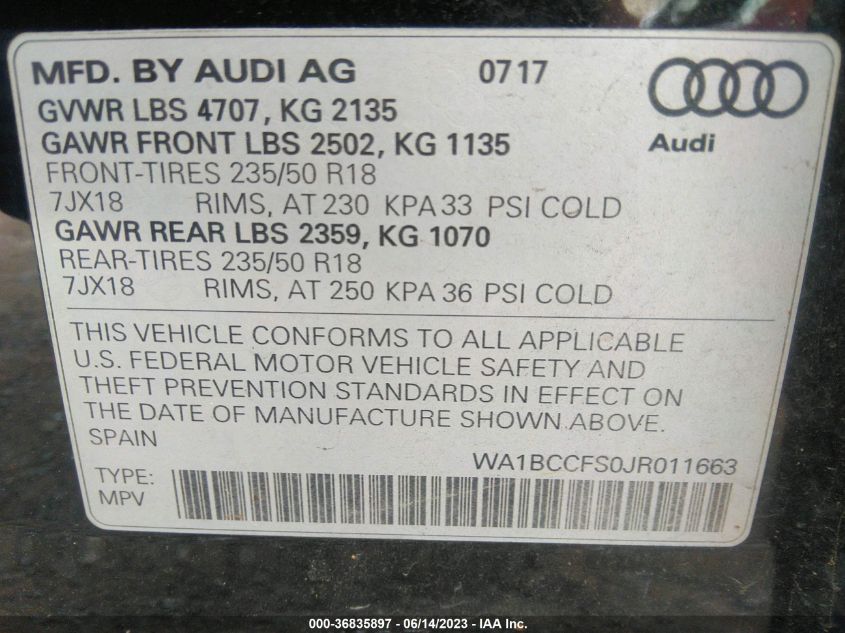 MFD. BY AUDI AG 0717
GVWR LBS 4707, KG 2135
GAWR FRONT LBS 2502, KG 1135
FRONT-TIRES 235/50 R18
7JX18 RIMS, AT 230 KPA 33 PSI COLD
GAWR REAR LBS 2359, KG 1070
REAR-TIRES 235/50 R18
7JX18 RIMS, AT 250 KPA 36 PSI COLD
Audi
THIS VEHICLE CONFORMS TO ALL APPLICABLE
U.S. FEDERAL MOTOR VEHICLE SAFETY AND
THEFT PREVENTION STANDARDS IN EFFECT ON
THE DATE OF MANUFACTURE SHOWN ABOVE.
SPAIN
WA1BCCFS0JR011663
TYPE:
MPV
000-36835897 - 06/14/2023 - IAA Inc.